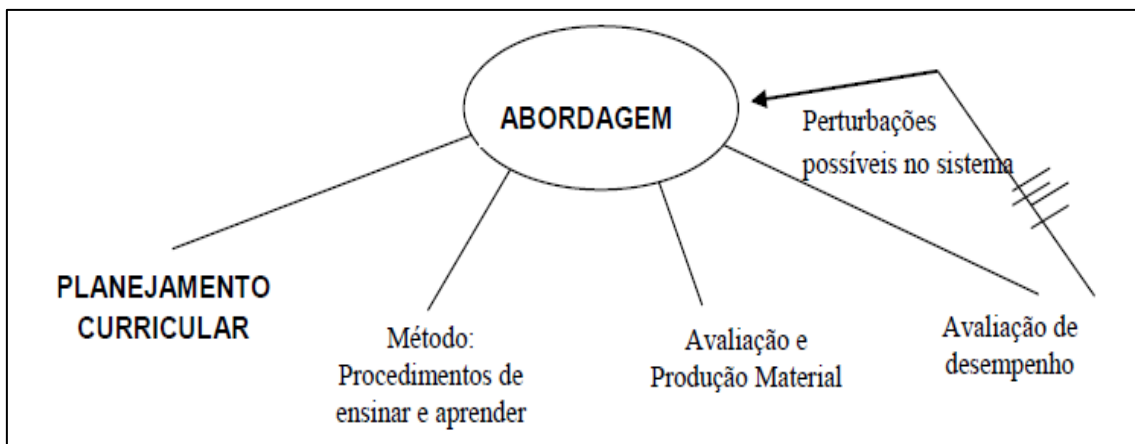 ABORDAGEM
Perturbações
possíveis no sistema
PLANEJAMENTO
CURRICULAR
Método:
Procedimentos de
ensinar e aprender
Avaliação e
Produção Material
Avaliação de
desempenho